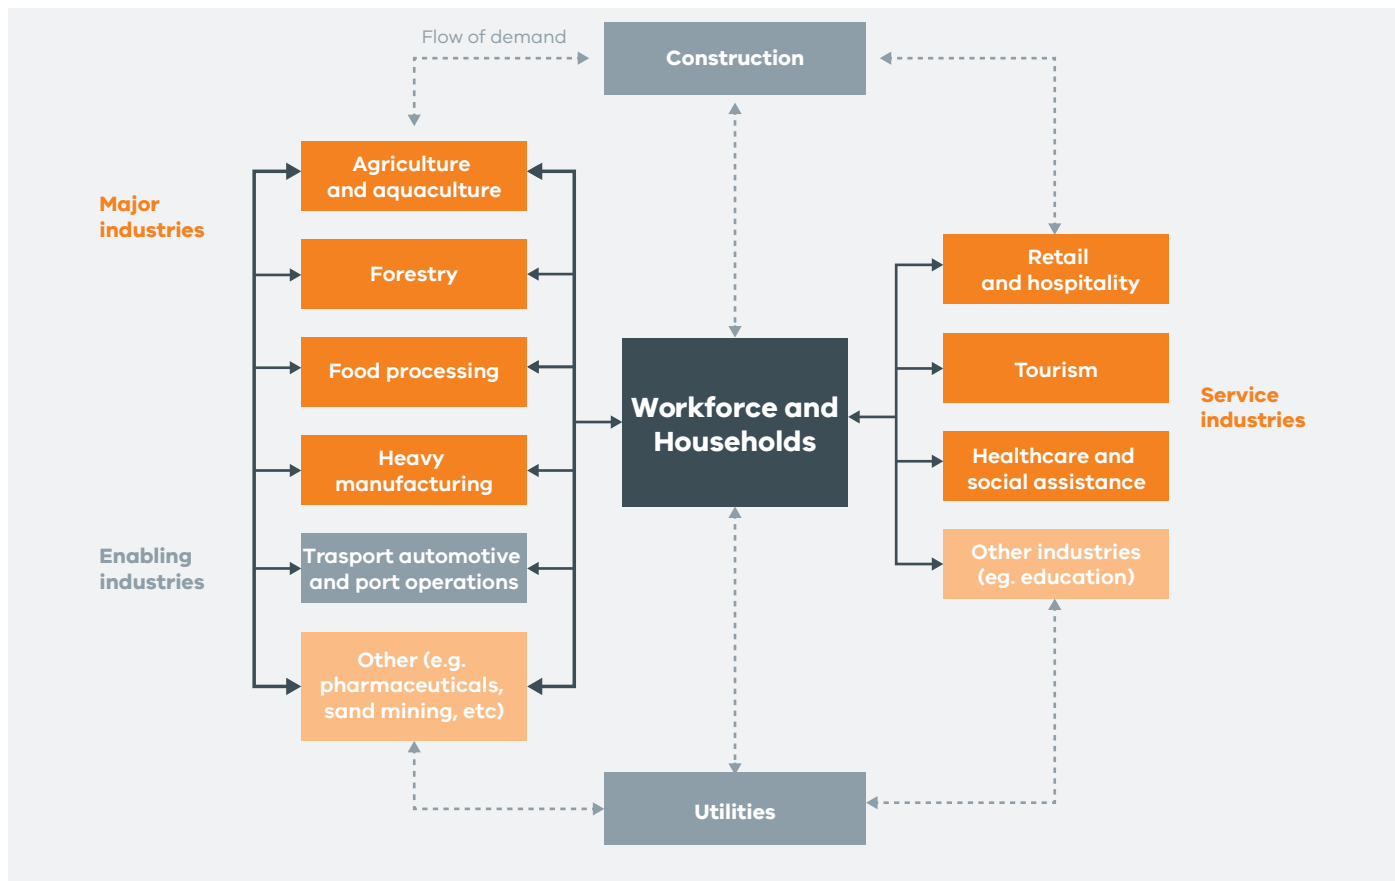 Flow of demand
Construction
Major
industries
Agriculture
and aquaculture
Forestry
Food processing
Heavy
manufacturing
Enabling
industries
Trasport automotive
and port operations
Other (e.g.
pharmaceuticals,
sand mining, etc)
Workforce and
Households
Retail
and hospitality
Tourism
Healthcare and
social assistance
Other industries
(eg. education)
Service
industries
Utilities